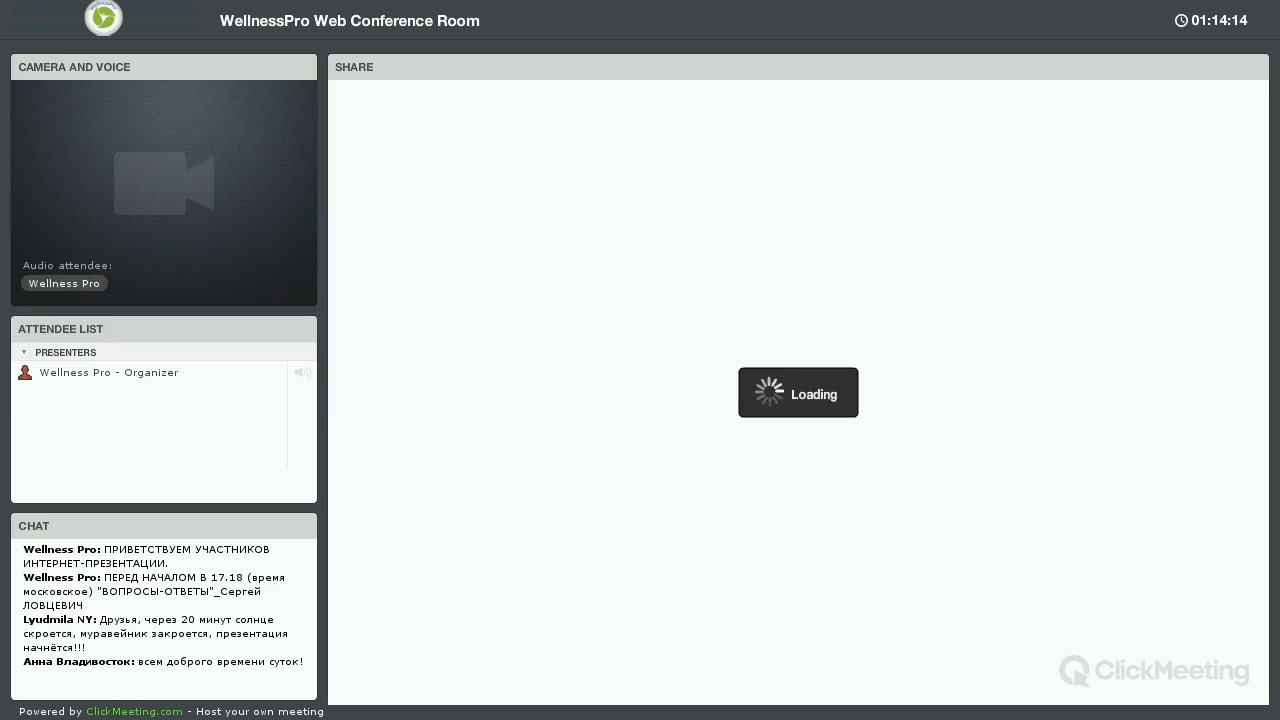 WellnessPro Web Conference Room
01:14:14
CAMERA AND VOICE
Audio attendee:
Wellness Pro
ATTENDEE LIST
PRESENTERS
Wellness Pro - Organizer
CHAT
Wellness Pro: ПРИВЕТСТВУЕМ УЧАСТНИКОВ
ИНТЕРНЕТ-ПРЕЗЕНТАЦИИ.
Wellness Pro: ПЕРЕД НАЧАЛОМ В 17.18 (время
московское) "ВОПРОСЫ-ОТВЕТЫ"_Сергей
ЛОВЦЕВИЧ
Lyudmila NY: Друзья, через 20 минут солнце
скроется, муравейник закроется, презентация
начнётся!!!
Анна Владивосток: всем доброго времени суток!
SHARE
Loading
ClickMeeting
Powered by ClickMeeting.com - Host your own meeting